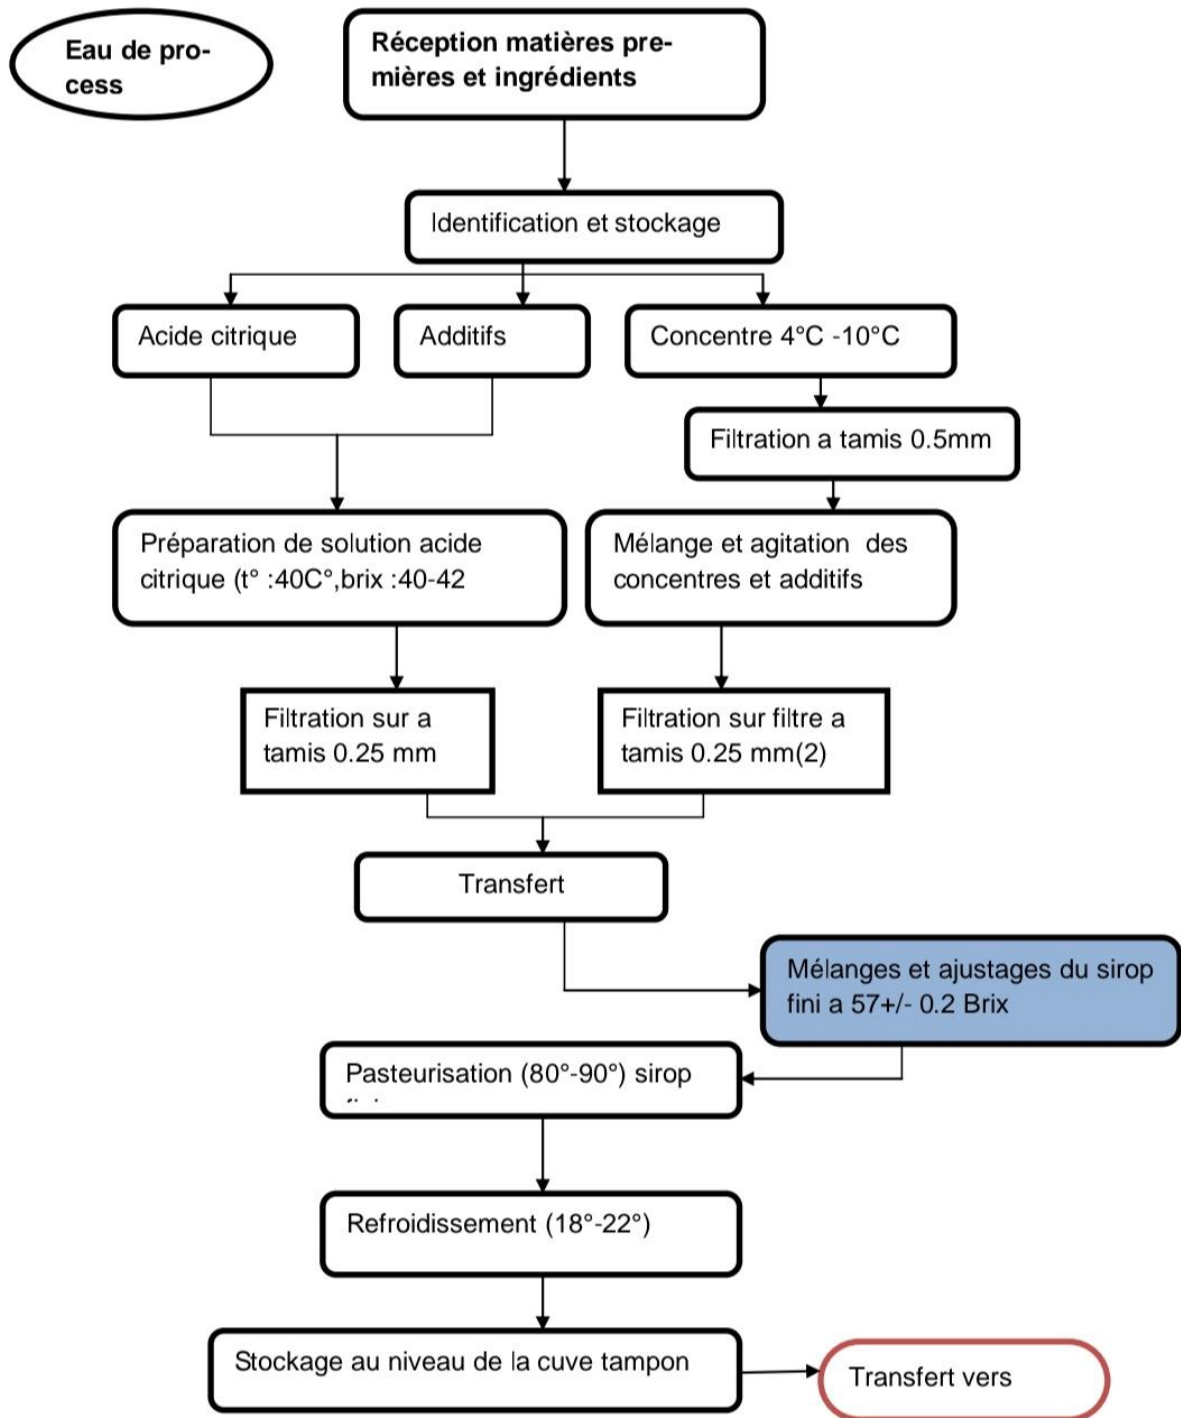 Eau de pro-
cess
Réception matières pre-
mières et ingrédients
Identification et stockage
Acide citrique
Additifs
Concentre 4°C -10°C
Filtration a tamis 0.5mm
Préparation de solution acide
citrique (t° :40C°,brix :40-42
Mélange et agitation des
concentres et additifs
Filtration sur a
tamis 0.25 mm
Filtration sur filtre a
tamis 0.25 mm(2)
Transfert
Mélanges et ajustages du sirop
fini a 57+/- 0.2 Brix
Pasteurisation (80°-90°) sirop
Refroidissement (18°-22°)
Stockage au niveau de la cuve tampon
Transfert vers